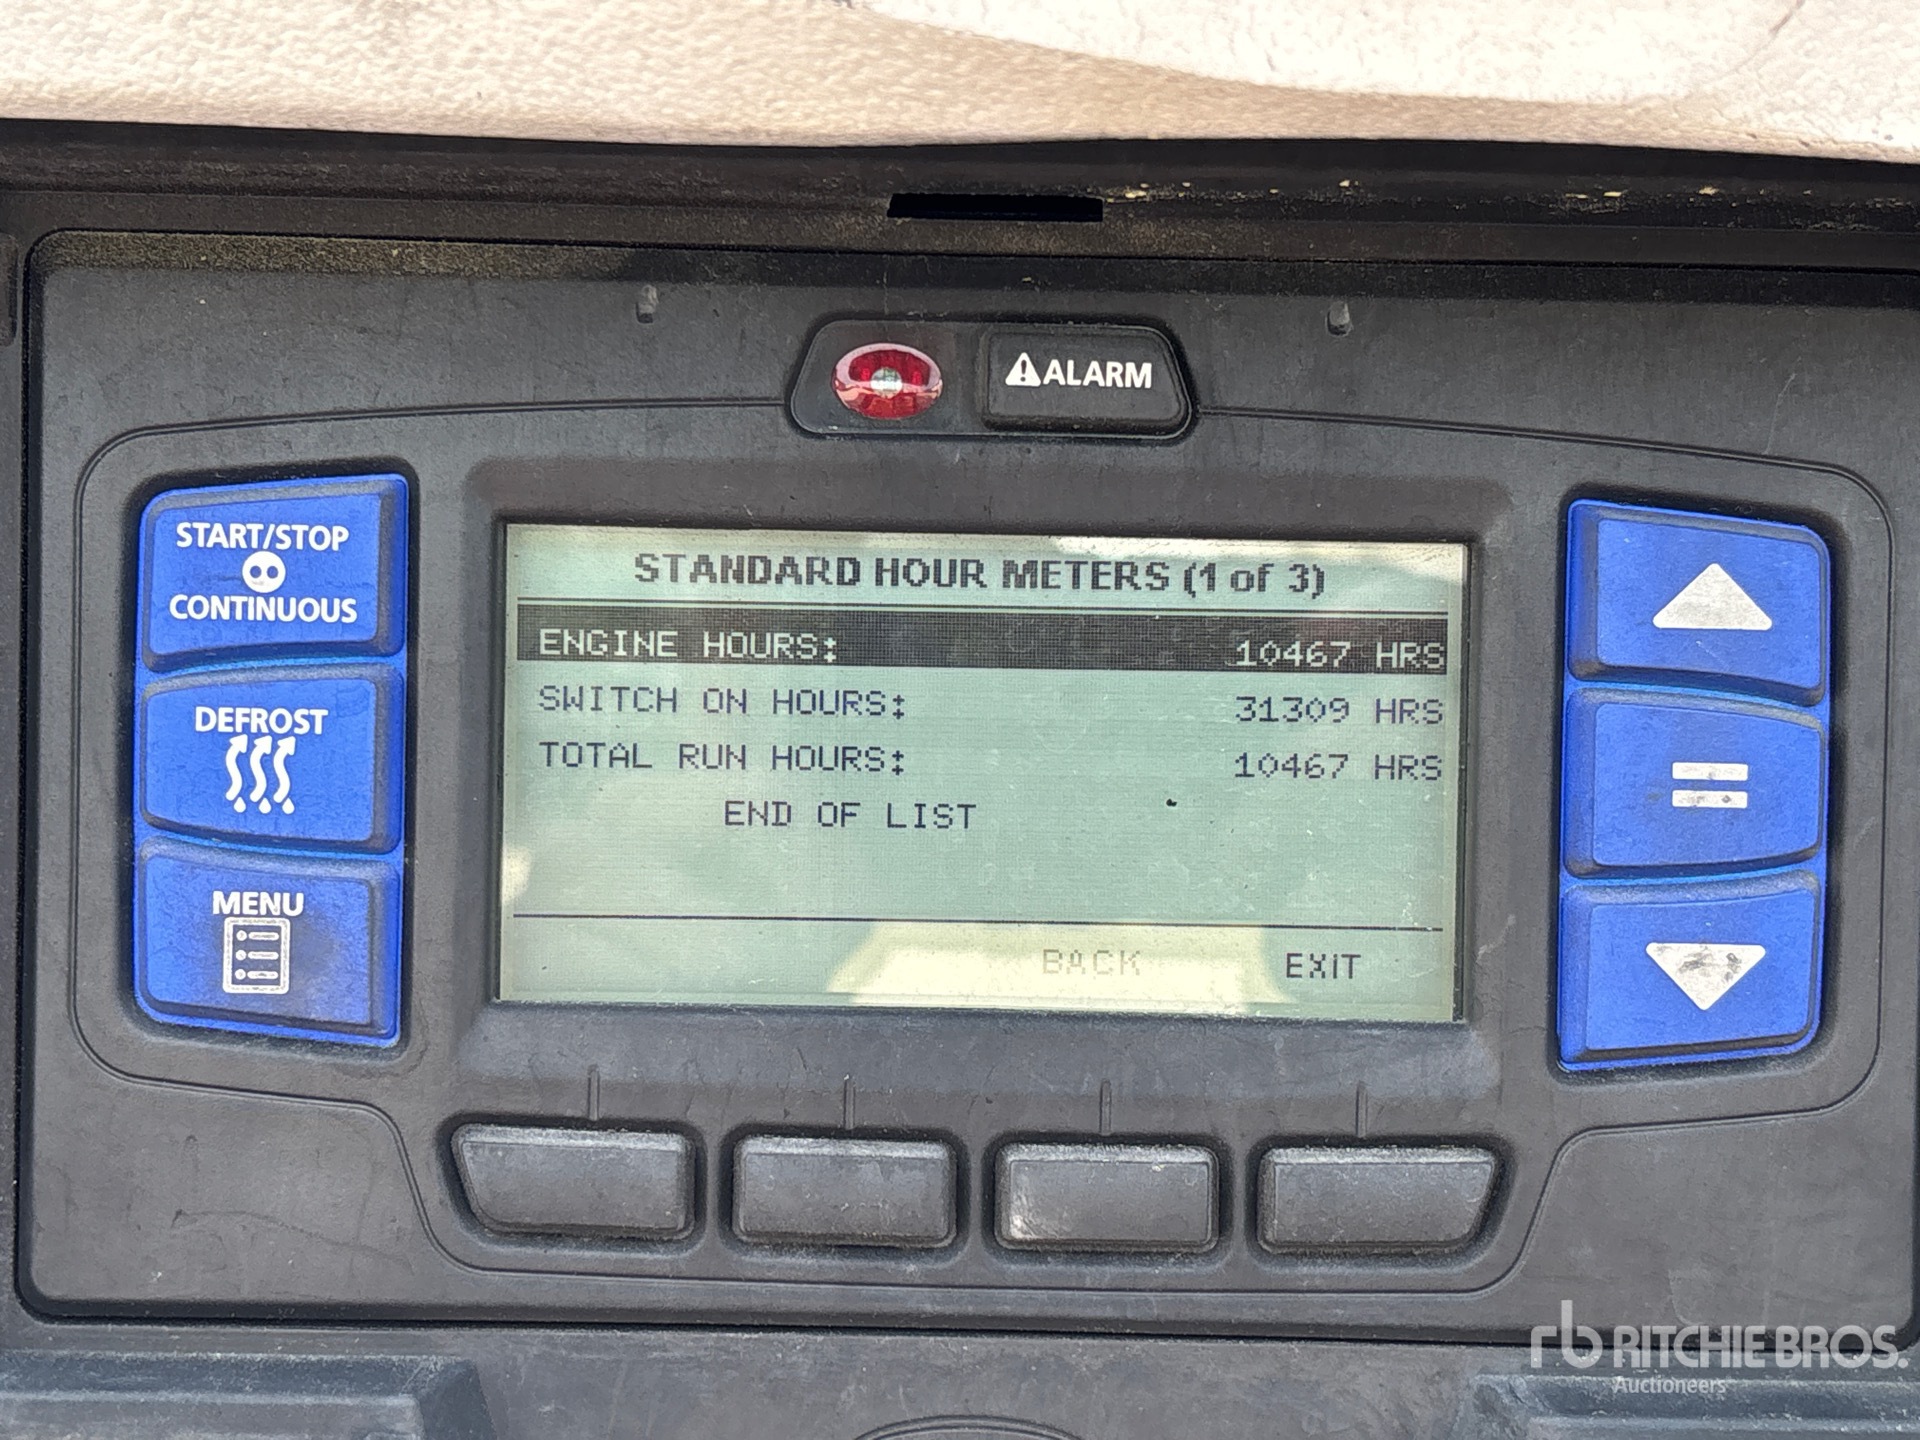 ⚠ALARM
START/STOP
CONTINUOUS
DEFROST
MENU
STANDARD HOUR METERS (1 of 3)
ENGINE HOURS: 10467 HRS
SWITCH ON HOURS: 31309 HRS
TOTAL RUN HOURS: 10467 HRS
END OF LIST
BACK EXIT
=
rb RITCHIE BROS.
Auctioneers